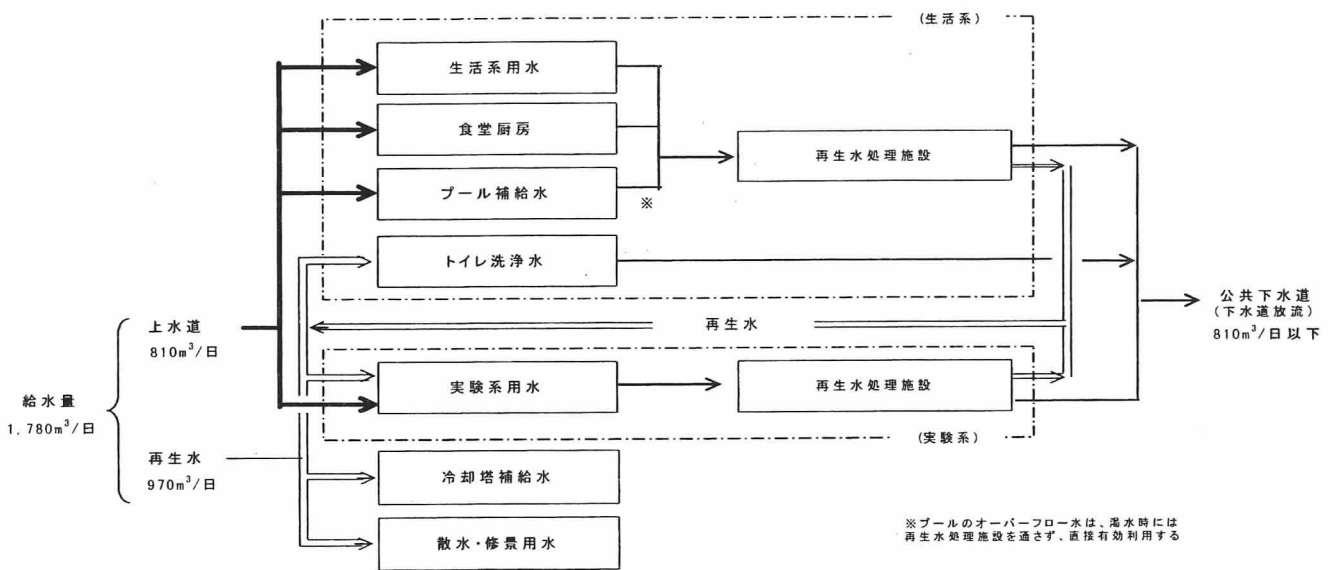 (生活系)
生活系用水
食堂厨房
プール補給水
※
トイレ洗浄水
再生水処理施設
再生水
実験系用水
再生水処理施設
(実験系)
冷却塔補給水
散水・修景用水
給水量
1,780m³/日
上水道
810m³/日
再生水
970m³/日
公共下水道
(下水道放流)
810m³/日以下
※プールのオーバーフロー水は、渇水時には
再生水処理施設を通さず、直接有効利用する